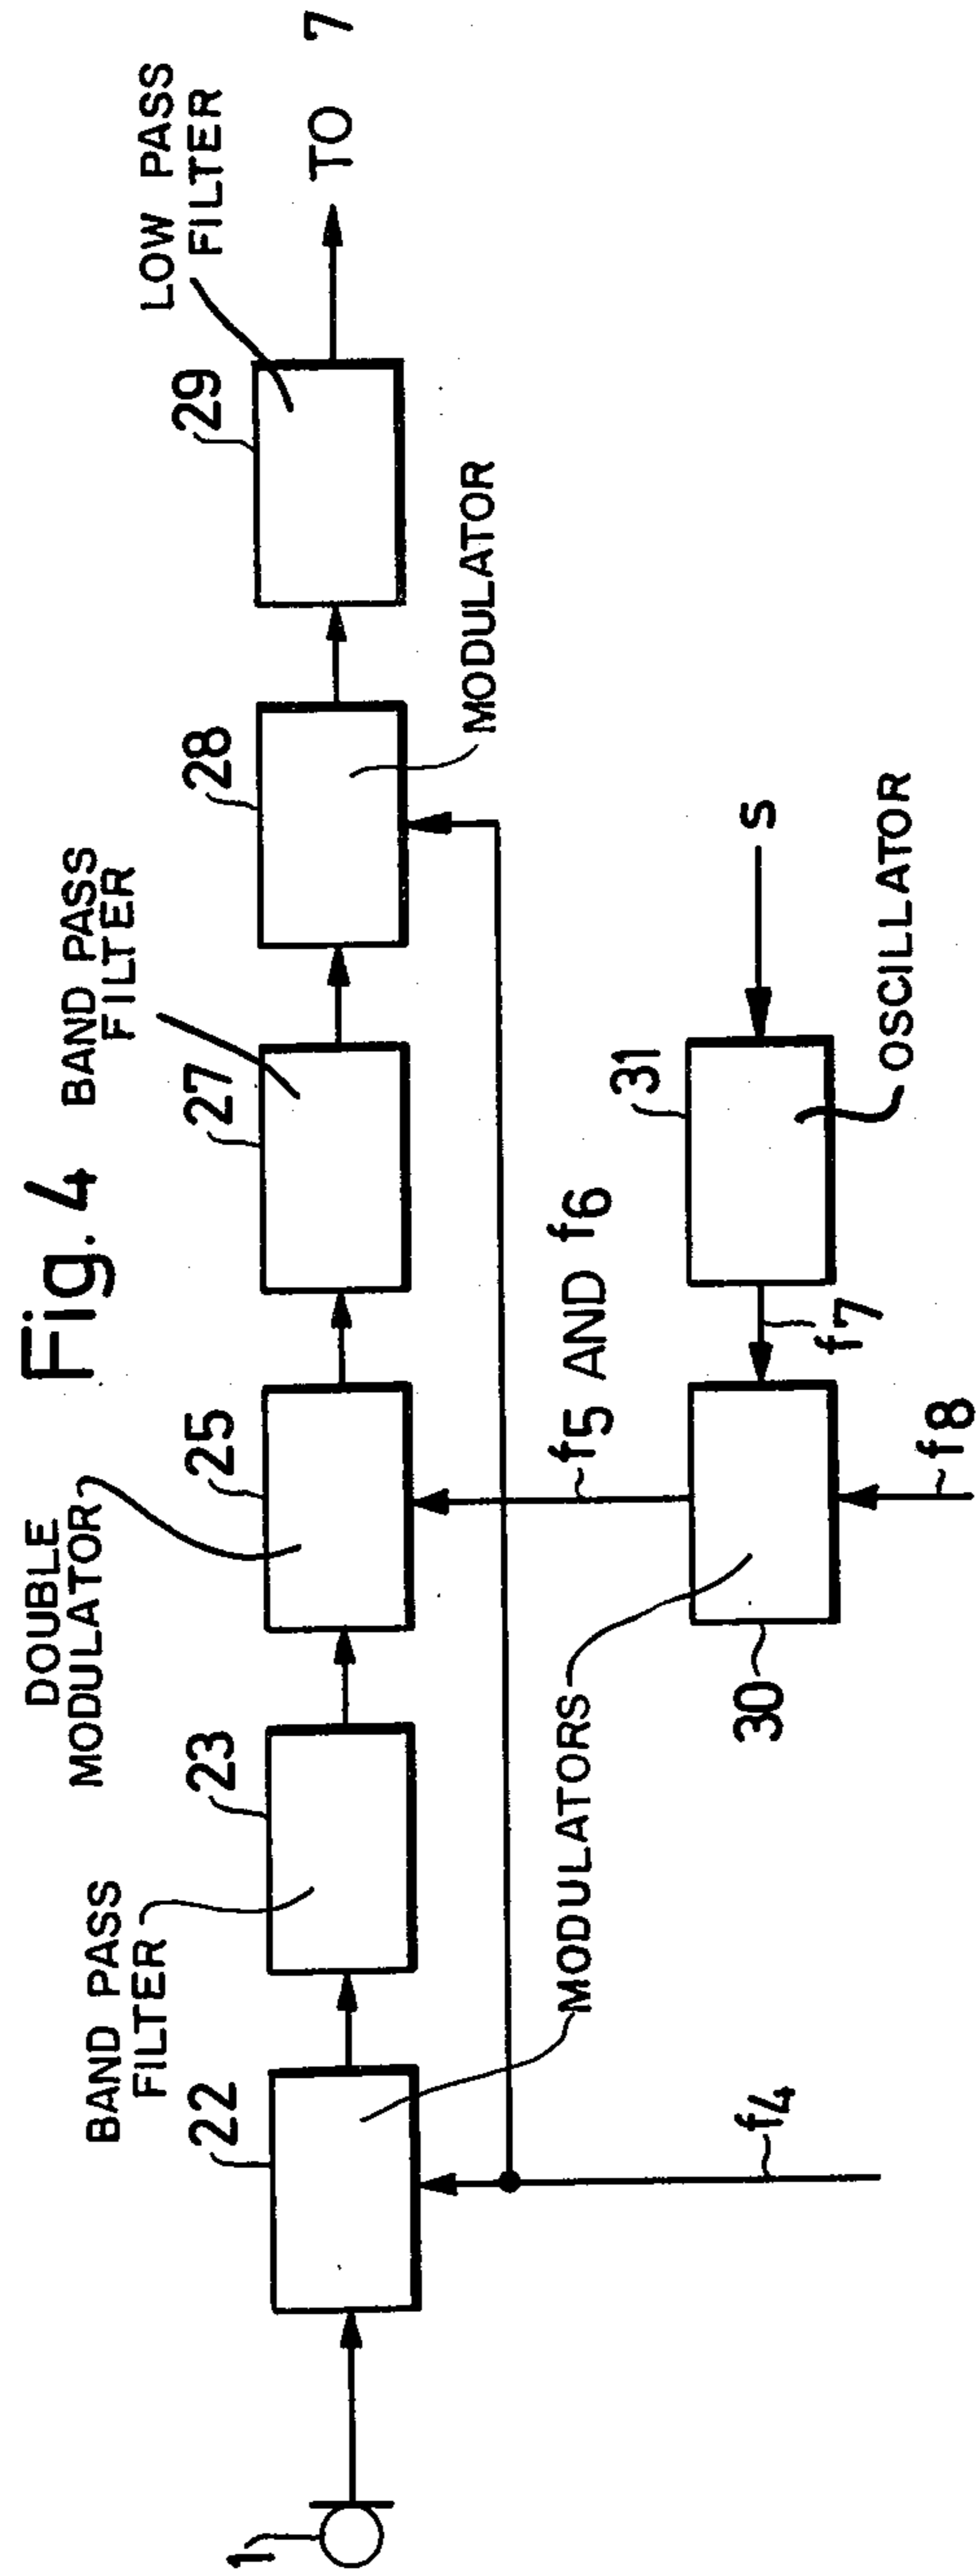 Fig. 4
DOUBLE
MODULATOR
BAND PASS
FILTER
BAND PASS
FILTER
LOW PASS
FILTER
22
23
25
27
28
29
1
TO 7
MODULATOR
f5 AND f6
MODULATORS
31
S
f4
30
f7
OSCILLATOR
f8